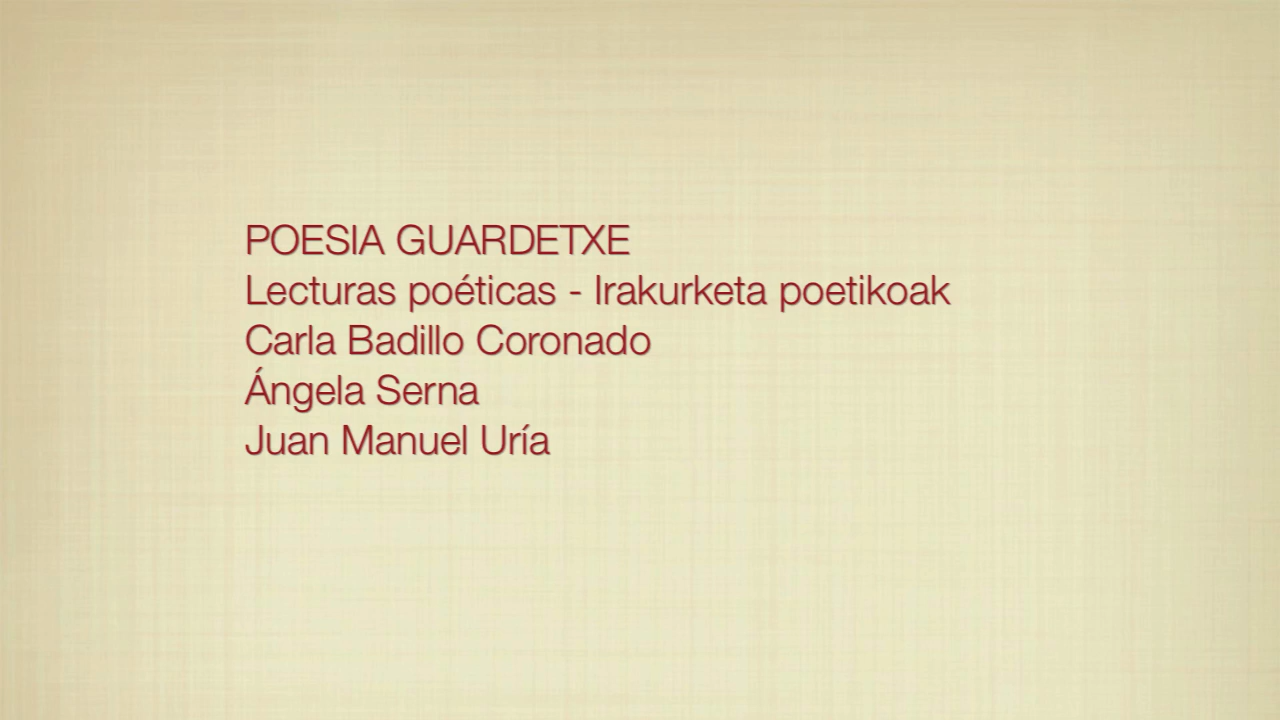 POESIA GUARDETXE
Lecturas poéticas - Irakurketa poetikoak
Carla Badillo Coronado
Ángela Serna
Juan Manuel Uría